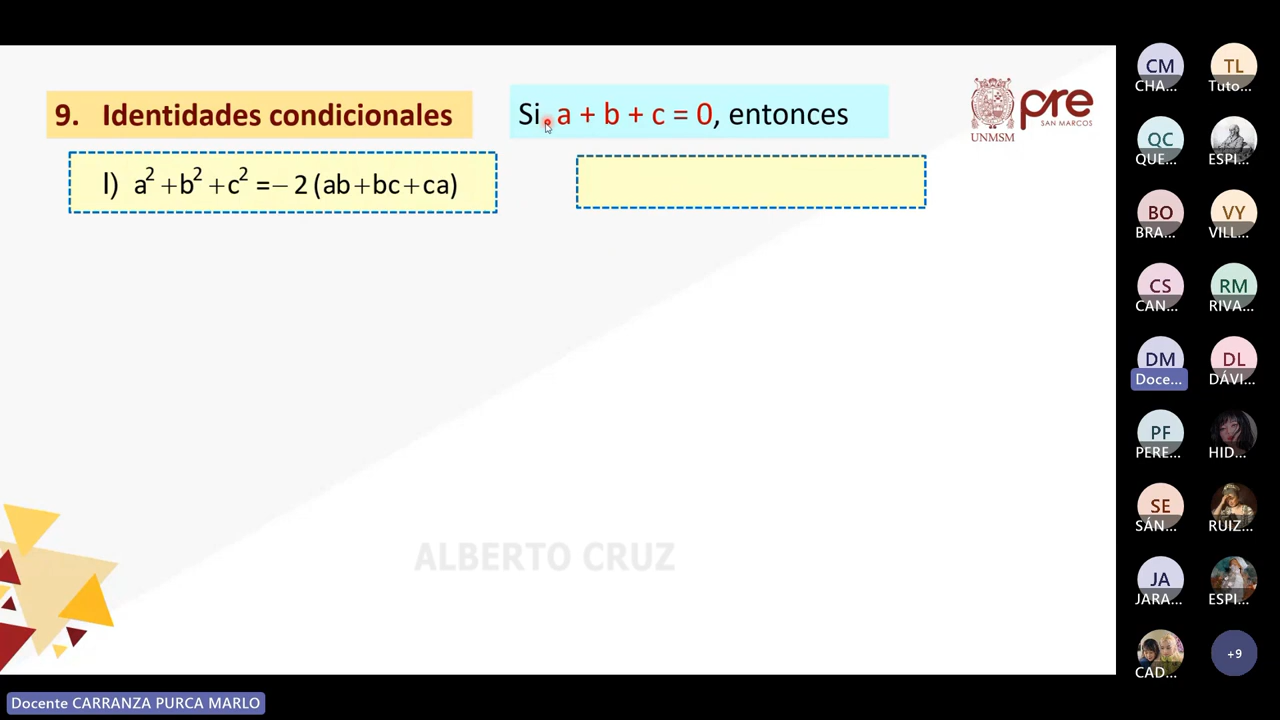 9. Identidades condicionales
Si, a + b + c = 0, entonces
UNMSM
pre
SAN MARCOS
I) a² + b² + c² = – 2 (ab + bc + ca)
ALBERTO CRUZ
CM
CHA...
TL
Tuto...
QC
QUE...
ESPI...
BO
BRA...
VY
VILL...
CS
CAN...
RM
RIVA...
DM
Doce...
DL
DÁVI...
PF
PERE...
HID...
SE
SÁN...
RUIZ...
JA
JARA...
ESPI...
CAD...
+9
Docente CARRANZA PURCA MARLO